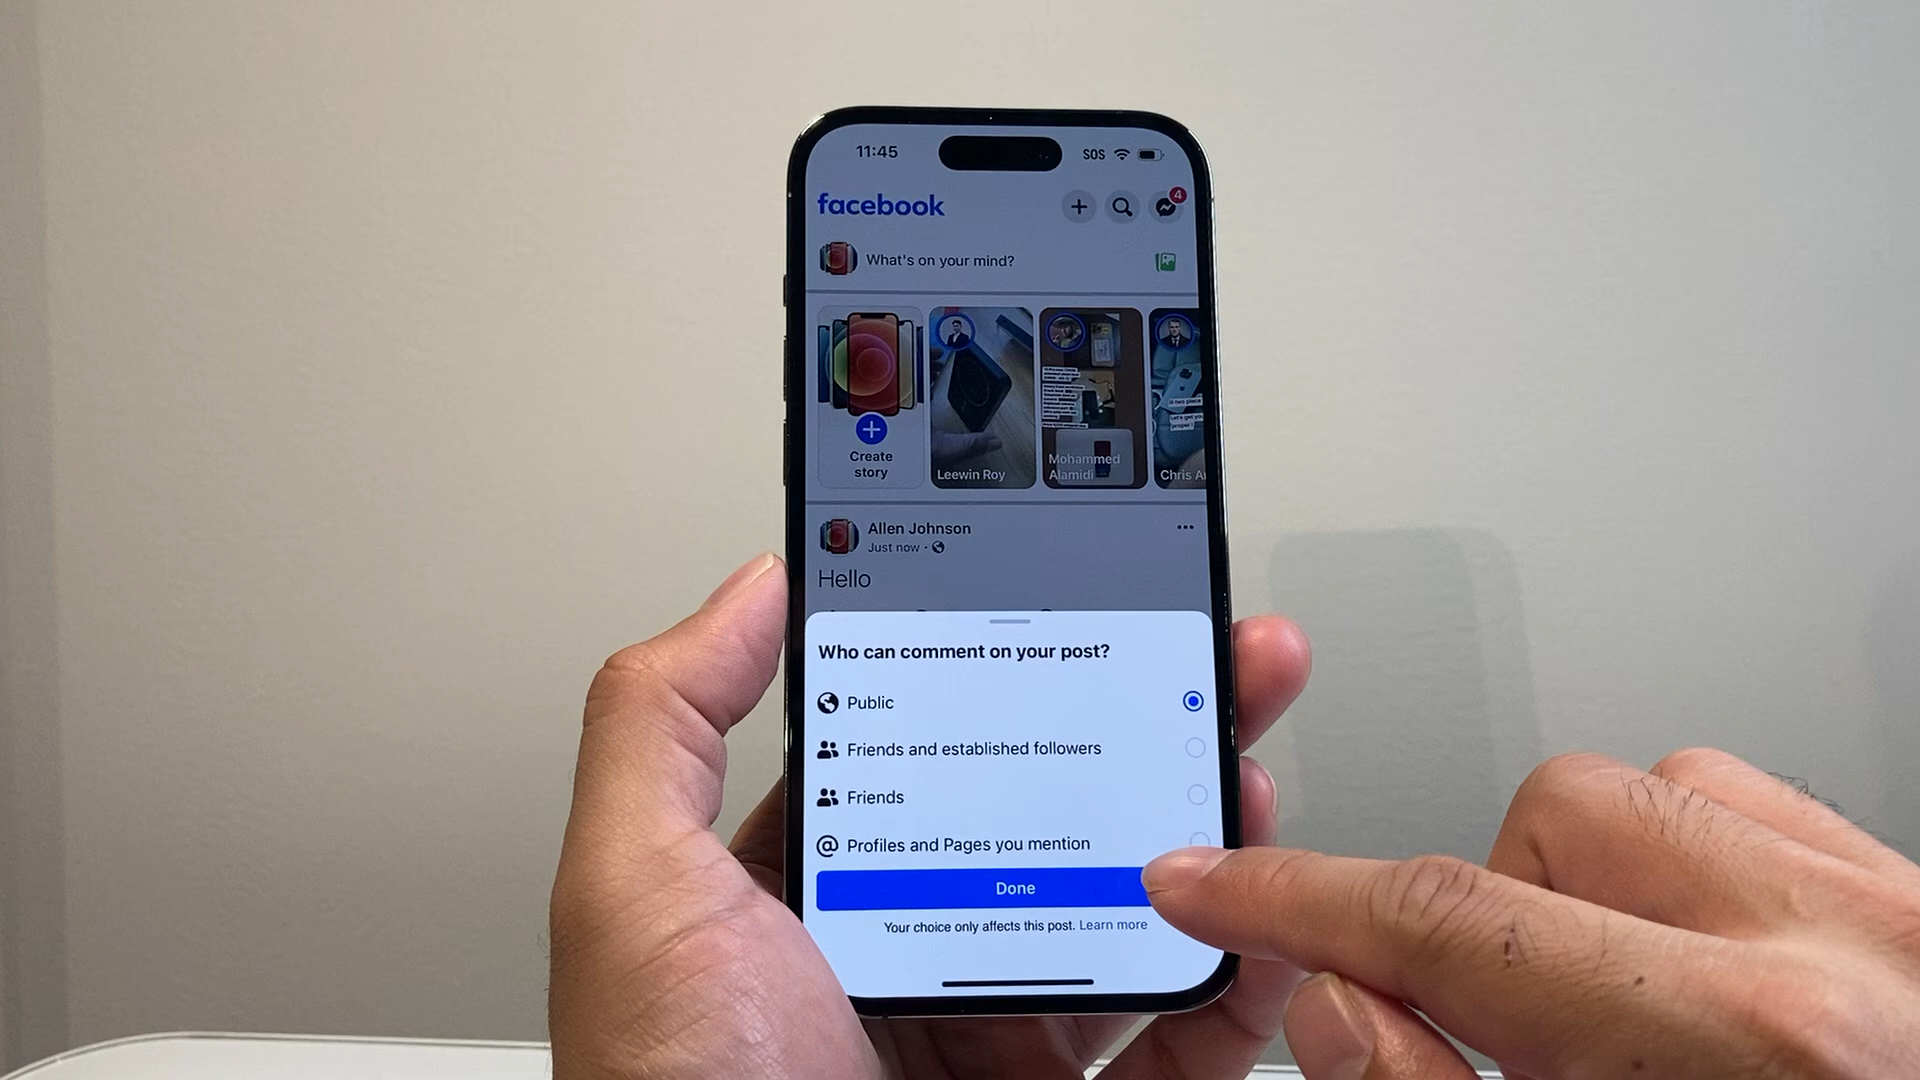 11:45
SOS
facebook
4
What's on your mind?
Create
story
Leewin Roy
Mohammed
Alamidi
Chris A
Allen Johnson
Just now ·
Hello
Who can comment on your post?
Public
Friends and established followers
Friends
@ Profiles and Pages you mention
Done
Your choice only affects this post. Learn more